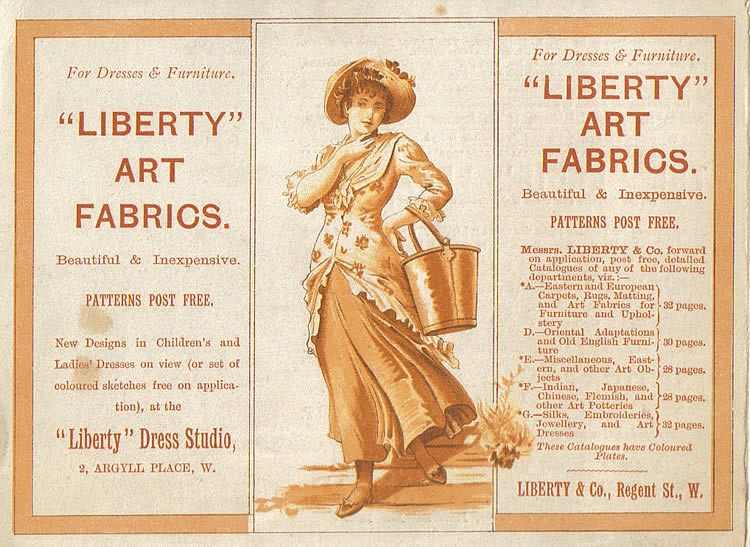 For Dresses & Furniture.
"LIBERTY"
ART
FABRICS.
Beautiful & Inexpensive.
PATTERNS POST FREE.
New Designs in Children's and
Ladies' Dresses on view (or set of
coloured sketches free on applica-
tion), at the
"Liberty" Dress Studio,
2, ARGYLL PLACE, W.
For Dresses & Furniture.
"LIBERTY"
ART
FABRICS.
Beautiful & Inexpensive.
PATTERNS POST FREE.
Messrs. LIBERTY & Co. forward
on application, post free, detailed
Catalogues of any of the following
departments, viz.:—
*A.—Eastern and European
Carpets, Rugs, Matting,
and Art Fabrics for
Furniture and Uphol-
stery
32 pages.
D.—Oriental Adaptations
and Old English Furni-
ture
30 pages.
*E.—Miscellaneous, East-
ern, and other Art Ob-
jects
28 pages.
*F.—Indian, Japanese,
Chinese, Flemish, and
other Art Potteries
28 pages.
*G.—Silks, Embroideries,
Jewellery, and Art
Dresses
32 pages.
These Catalogues have Coloured
Plates.
LIBERTY & Co., Regent St., W.